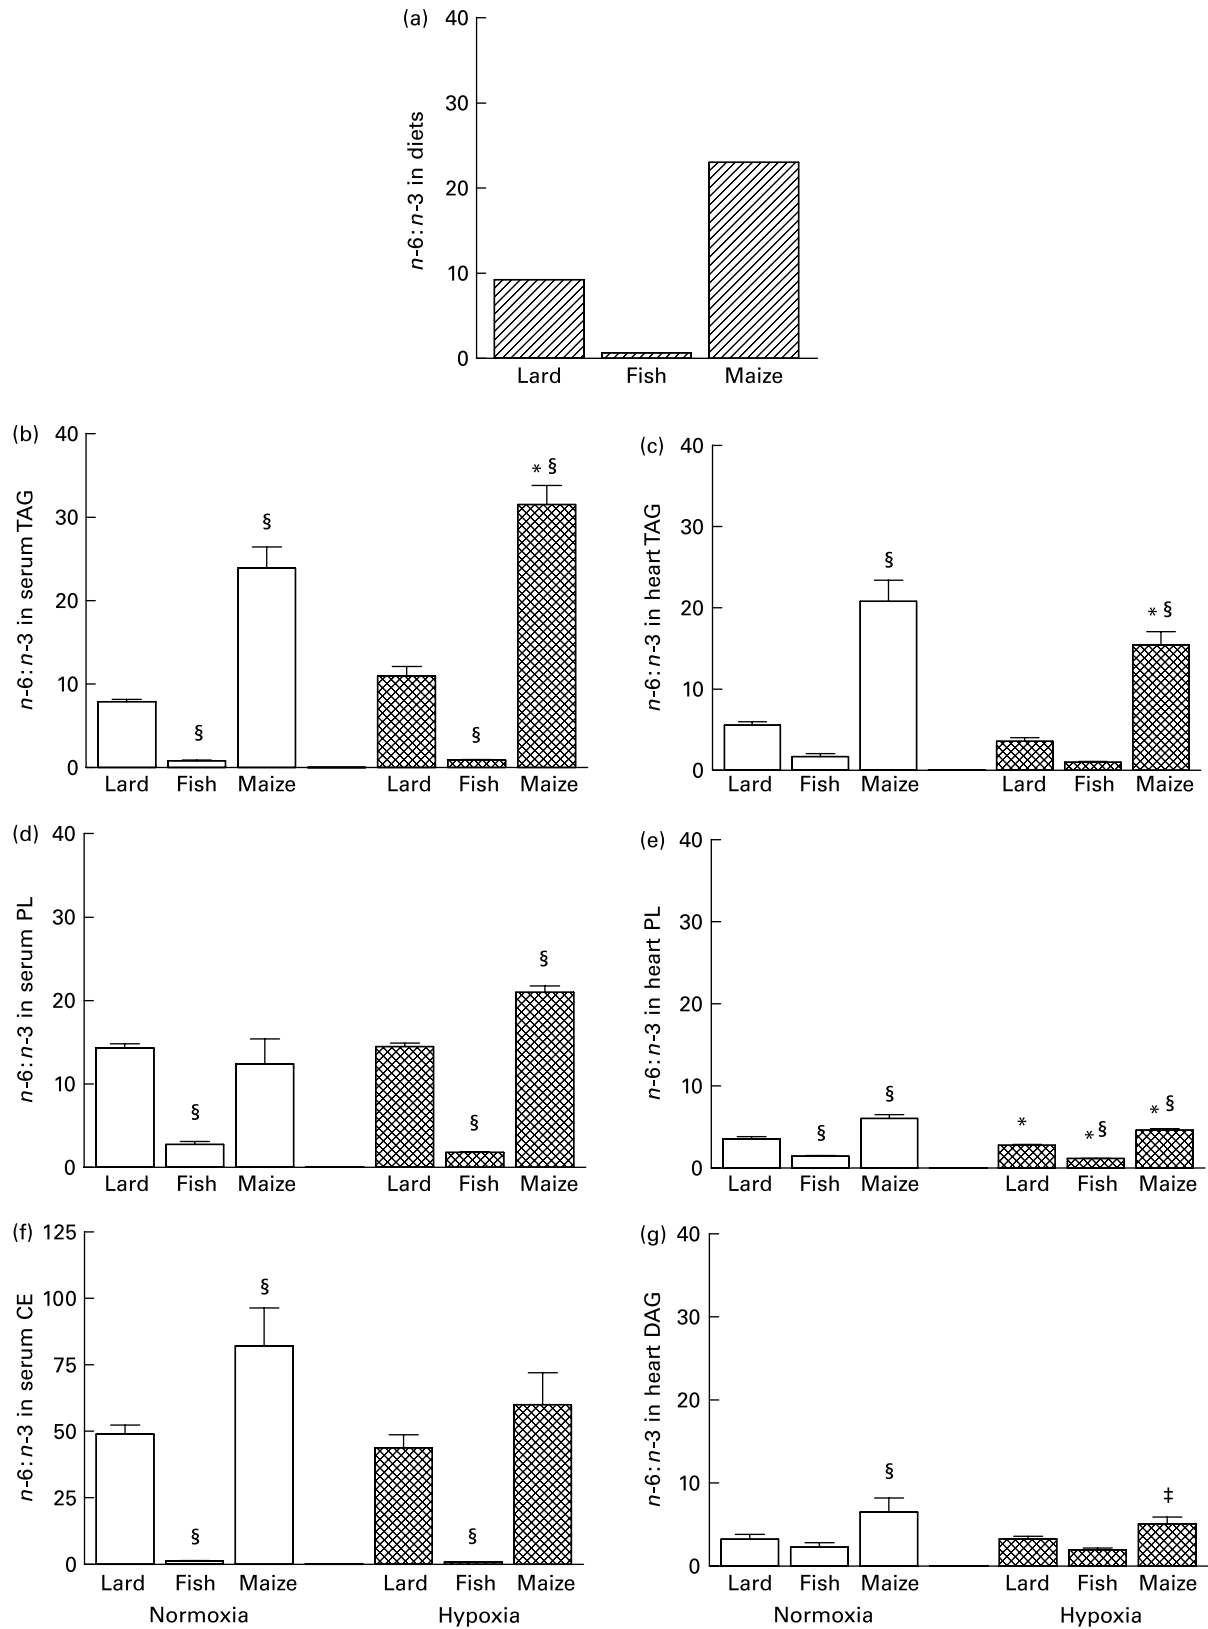 (a)
40
30
20
10
0
n-6:n-3 in diets
Lard Fish Maize
(b)
40
30
20
10
0
n-6:n-3 in serum TAG
§ § § * §
Lard Fish Maize Lard Fish Maize
(c)
40
30
20
10
0
n-6:n-3 in heart TAG
§ * §
Lard Fish Maize Lard Fish Maize
(d)
40
30
20
10
0
n-6:n-3 in serum PL
§ § §
Lard Fish Maize Lard Fish Maize
(e)
40
30
20
10
0
n-6:n-3 in heart PL
§ § * * § * §
Lard Fish Maize Lard Fish Maize
(f)
125
100
75
50
25
0
n-6:n-3 in serum CE
§ § §
Lard Fish Maize Lard Fish Maize
Normoxia Hypoxia
(g)
40
30
20
10
0
n-6:n-3 in heart DAG
§ ‡
Lard Fish Maize Lard Fish Maize
Normoxia Hypoxia